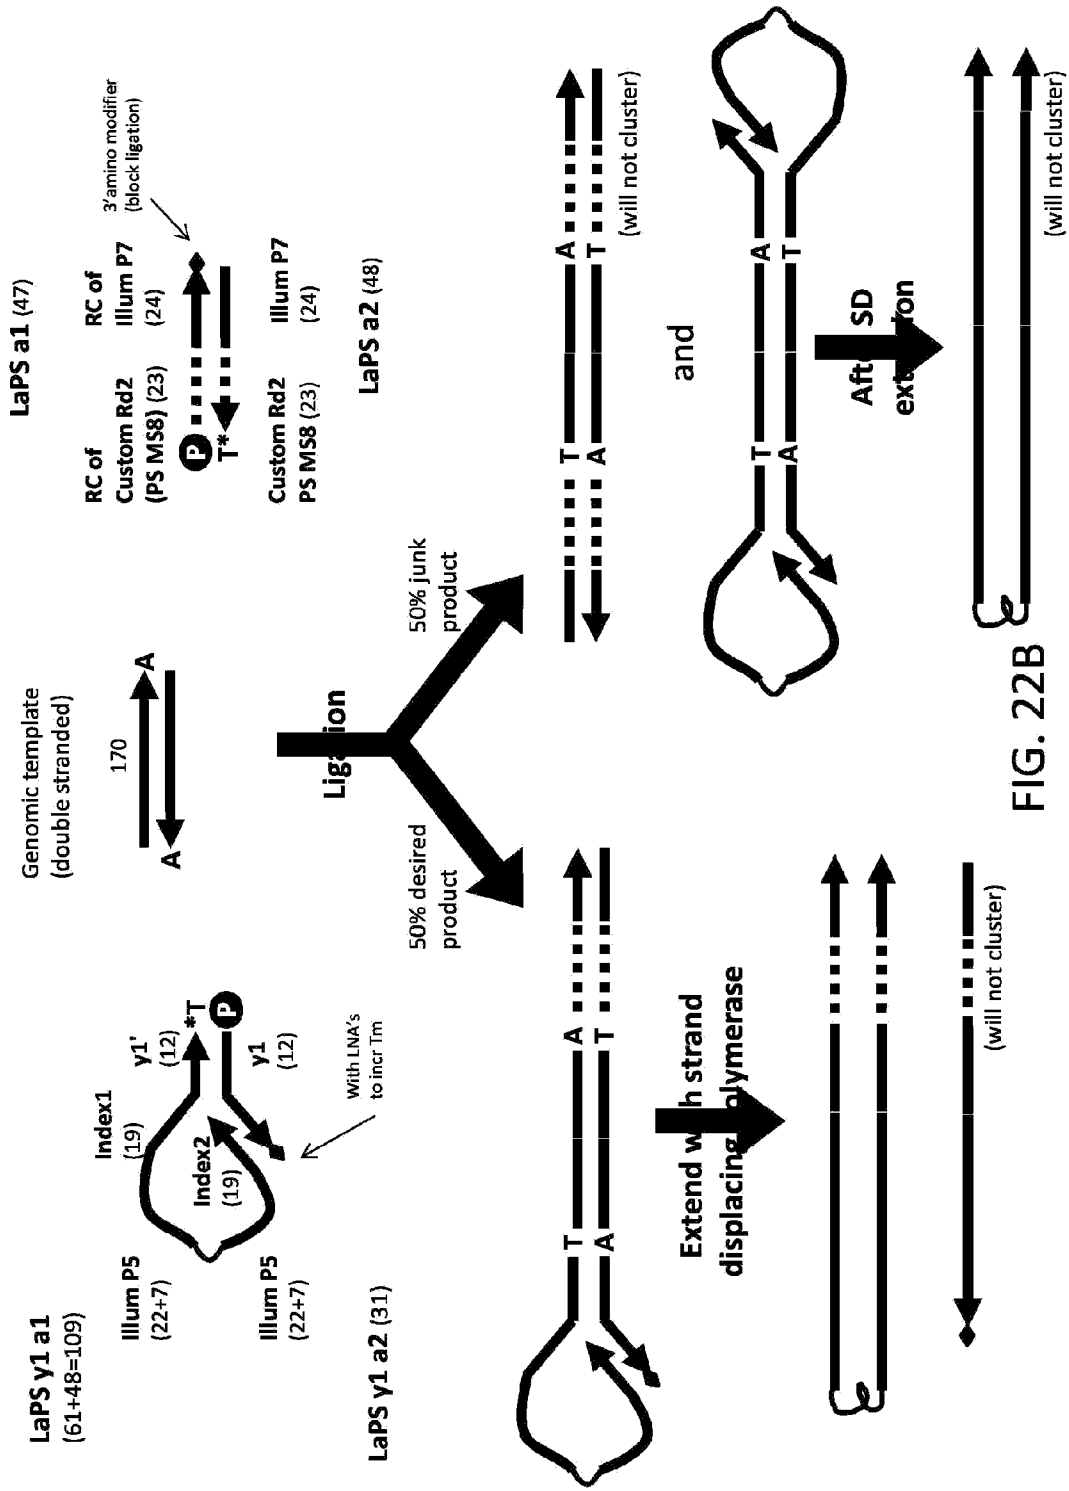 LaPS y1 a1
(61+48=109)
Illum P5
(22+7)
Index1
(19)
y1'
(12)
*T
P
Index2
(19)
y1
(12)
Illum P5
(22+7)
LaPS y1 a2 (31)
With LNA's
to incr Tm
Genomic template
(double stranded)
170
A
A
LaPS a1 (47)
RC of
Custom Rd2
(PS MS8) (23)
RC of
Illum P7
(24)
3'amino modifier
(block ligation)
P
T*
Custom Rd2
PS MS8 (23)
Illum P7
(24)
LaPS a2 (48)
Ligation
50% desired
product
50% junk
product
T
A
A
T
Extend with strand
displacing polymerase
(will not cluster)
T
A
A
T
(will not cluster)
and
T
A
A
T
After SD
extension
(will not cluster)
FIG. 22B